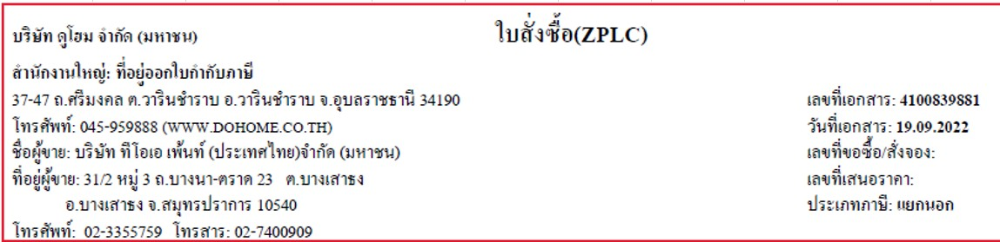 บริษัท ดูโฮม จำกัด (มหาชน) ใบสั่งซื้อ(ZPLC)
สำนักงานใหญ่: ที่อยู่ออกใบกำกับภาษี
37-47 ถ.ศรีมงคล ต.วารินชำราบ อ.วารินชำราบ จ.อุบลราชธานี 34190 เลขที่เอกสาร: 4100839881
โทรศัพท์: 045-959888 (WWW.DOHOME.CO.TH) วันที่เอกสาร: 19.09.2022
ชื่อผู้ขาย: บริษัท ทีโอเอ เพ้นท์ (ประเทศไทย)จำกัด (มหาชน) เลขที่ขอซื้อ/สั่งจอง:
ที่อยู่ผู้ขาย: 31/2 หมู่ 3 ถ.บางนา-ตราด 23 ต.บางเสาธง เลขที่เสนอราคา:
อ.บางเสาธง จ.สมุทรปราการ 10540 ประเภทภาษี: แยกนอก
โทรศัพท์: 02-3355759 โทรสาร: 02-7400909